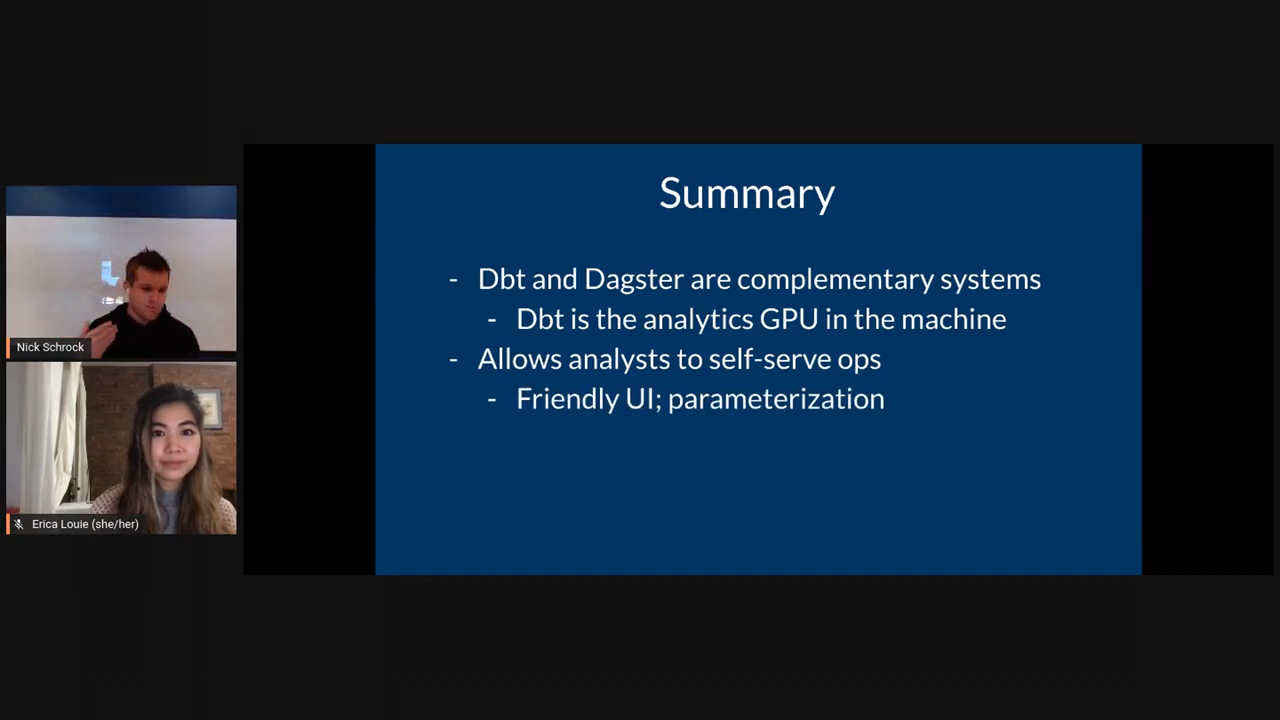 Summary
- Dbt and Dagster are complementary systems
- Dbt is the analytics GPU in the machine
- Allows analysts to self-serve ops
- Friendly UI; parameterization
Nick Schrock
Erica Louie (she/her)